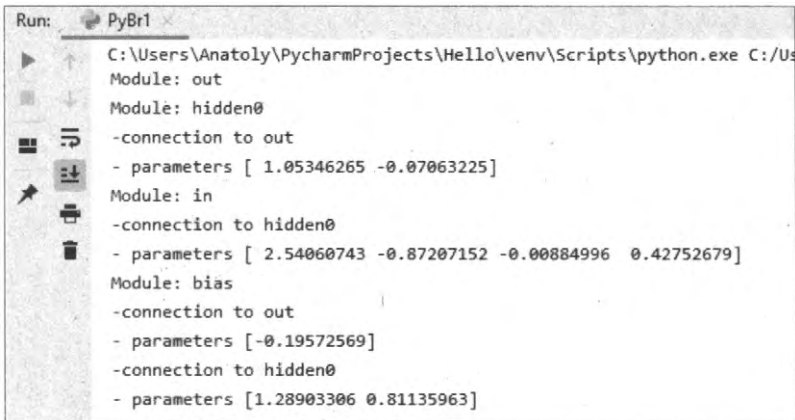 Run: PyBr1
C:\Users\Anatoly\PycharmProjects\Hello\venv\Scripts\python.exe C:/Us
Module: out
Module: hidden0
-connection to out
- parameters [ 1.05346265 -0.07063225]
Module: in
-connection to hidden0
- parameters [ 2.54060743 -0.87207152 -0.00884996  0.42752679]
Module: bias
-connection to out
- parameters [-0.19572569]
-connection to hidden0
- parameters [1.28903306 0.81135963]